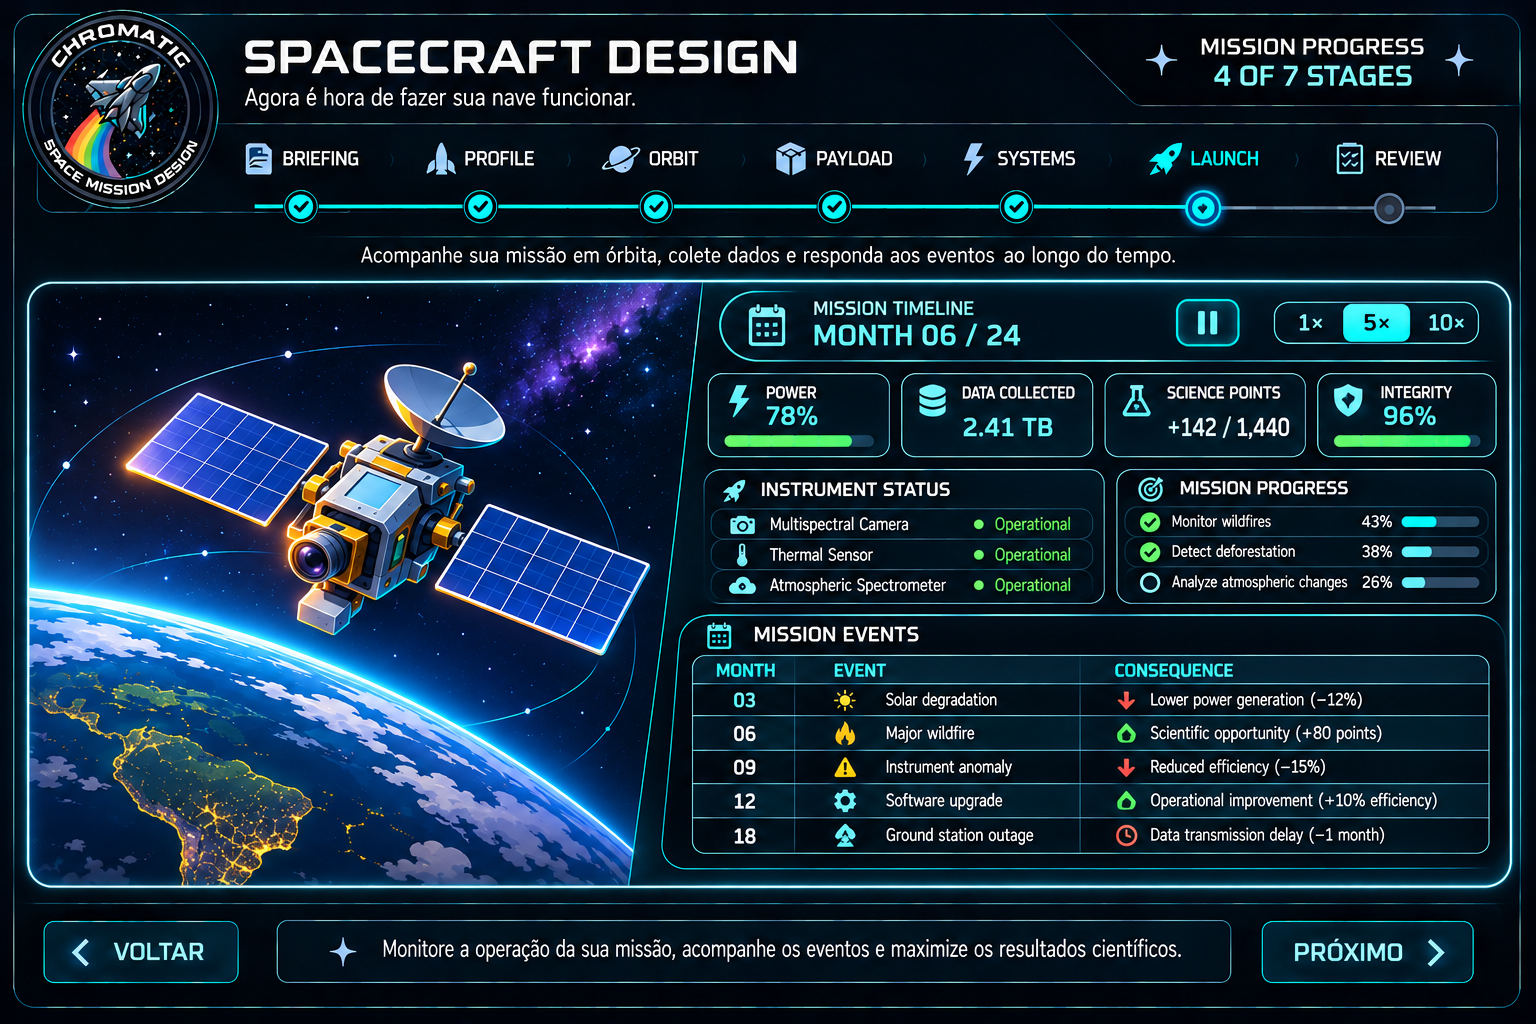 CHROMATIC
SPACE MISSION DESIGN
SPACECRAFT DESIGN
Agora é hora de fazer sua nave funcionar.
MISSION PROGRESS
4 OF 7 STAGES
BRIEFING
PROFILE
ORBIT
PAYLOAD
SYSTEMS
LAUNCH
REVIEW
Acompanhe sua missão em órbita, colete dados e responda aos eventos ao longo do tempo.
MISSION TIMELINE
MONTH 06 / 24
1×
5×
10×
POWER
78%
DATA COLLECTED
2.41 TB
SCIENCE POINTS
+142 / 1,440
INTEGRITY
96%
INSTRUMENT STATUS
Multispectral Camera Operational
Thermal Sensor Operational
Atmospheric Spectrometer Operational
MISSION PROGRESS
Monitor wildfires 43%
Detect deforestation 38%
Analyze atmospheric changes 26%
MISSION EVENTS
MONTH EVENT CONSEQUENCE
03 Solar degradation Lower power generation (−12%)
06 Major wildfire Scientific opportunity (+80 points)
09 Instrument anomaly Reduced efficiency (−15%)
12 Software upgrade Operational improvement (+10% efficiency)
18 Ground station outage Data transmission delay (−1 month)
VOLTAR
Monitore a operação da sua missão, acompanhe os eventos e maximize os resultados científicos.
PRÓXIMO